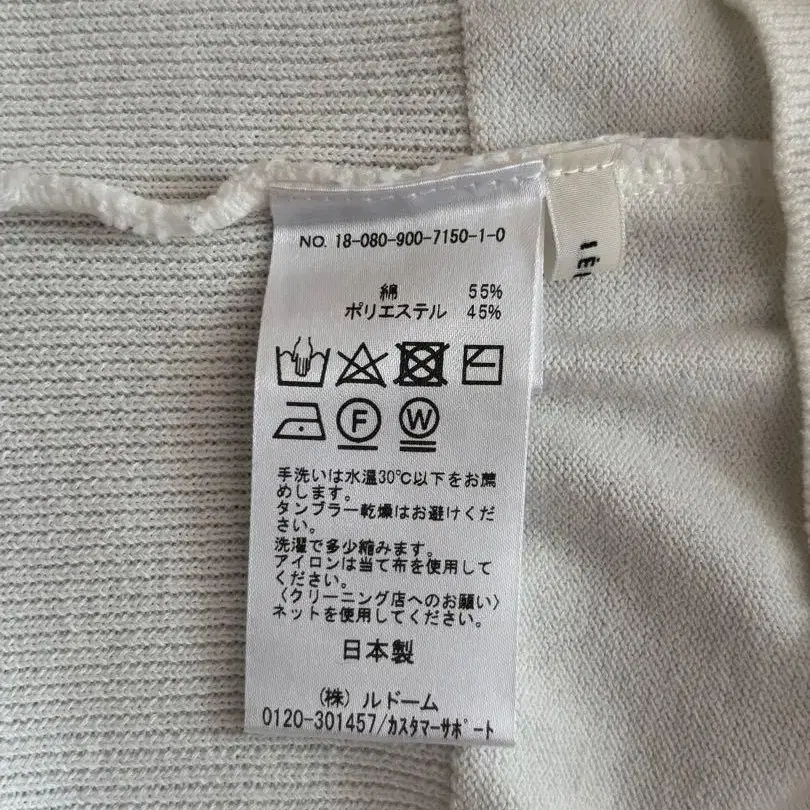 NO. 18-080-900-7150-1-0
綿 55%
ポリエステル 45%
F
W
手洗いは水温30℃以下をお薦
めします。
タンブラー乾燥はお避けくだ
さい。
洗濯で多少縮みます。
アイロンは当て布を使用して
ください。
〈クリーニング店へのお願い〉
ネットを使用してください。
日本製
(株) ルドーム
0120-301457/カスタマーサポート